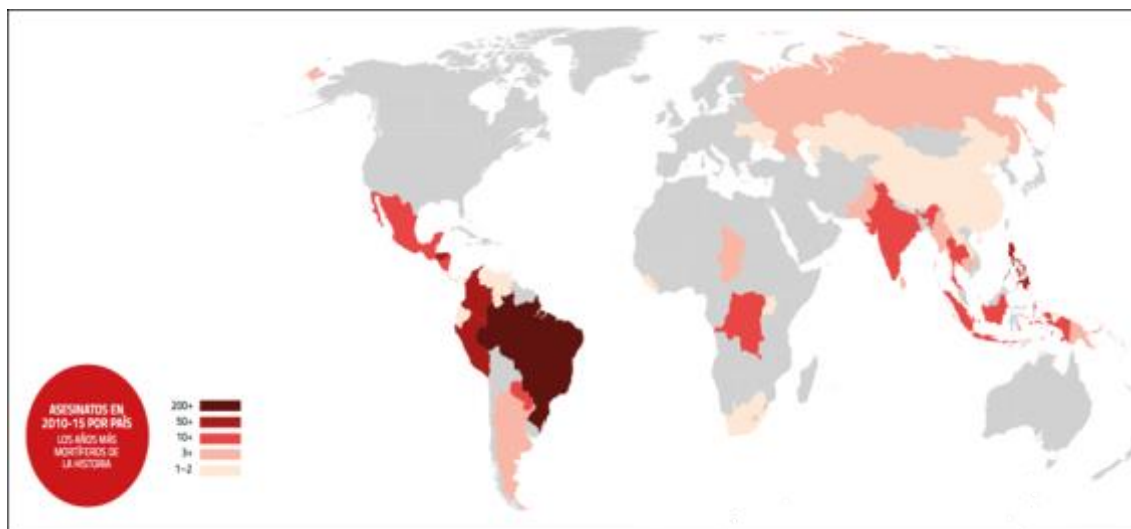 ASESINATOS EN
2010-15 POR PAÍS
LOS AÑOS MÁS
MORTÍFEROS DE
LA HISTORIA
200+
50+
10+
3+
1–2